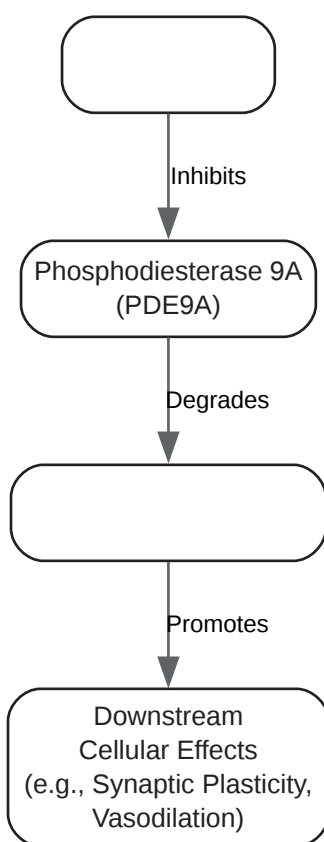 Inhibits
Phosphodiesterase 9A
(PDE9A)
Degrades
Promotes
Downstream
Cellular Effects
(e.g., Synaptic Plasticity,
Vasodilation)